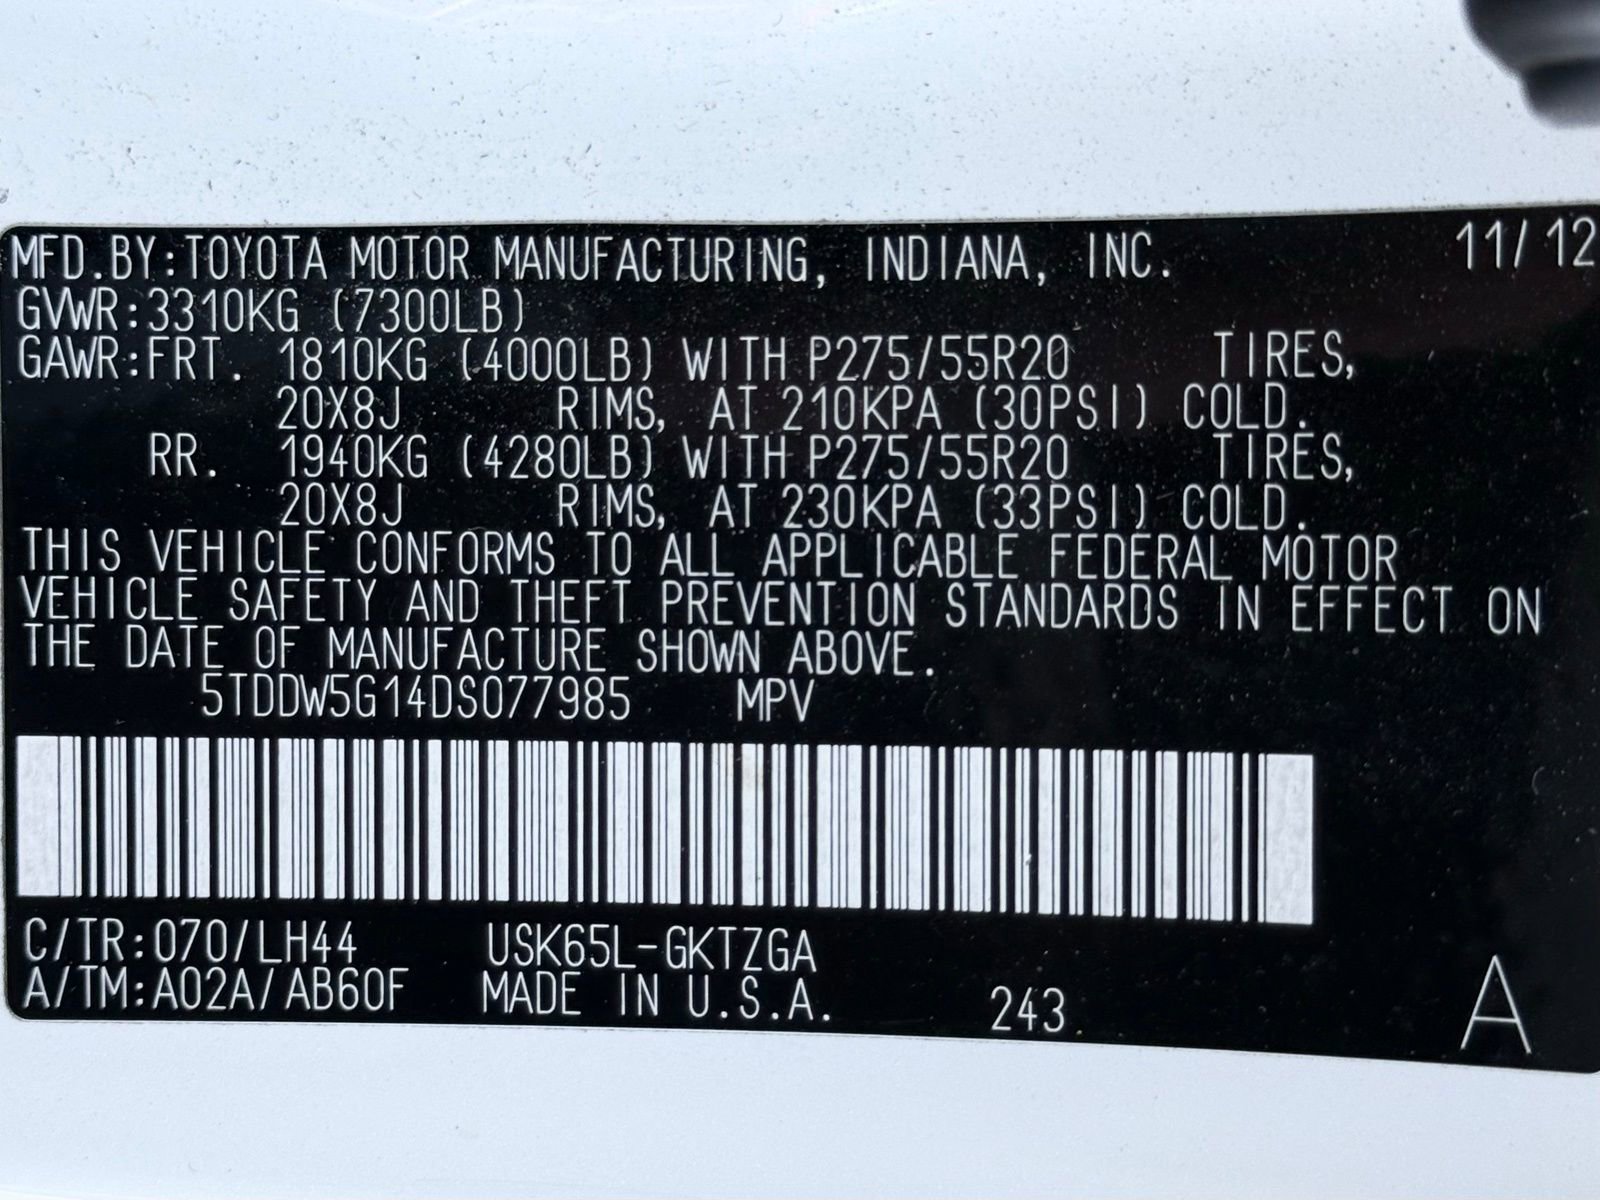 MFD.BY:TOYOTA MOTOR MANUFACTURING, INDIANA, INC. 11/12
GVWR:3310KG (7300LB)
GAWR:FRT. 1810KG (4000LB) WITH P275/55R20 TIRES,
20X8J RIMS, AT 210KPA (30PSI) COLD.
RR. 1940KG (4280LB) WITH P275/55R20 TIRES,
20X8J RIMS, AT 230KPA (33PSI) COLD.
THIS VEHICLE CONFORMS TO ALL APPLICABLE FEDERAL MOTOR
VEHICLE SAFETY AND THEFT PREVENTION STANDARDS IN EFFECT ON
THE DATE OF MANUFACTURE SHOWN ABOVE.
5TDDW5G14DS077985 MPV
C/TR:070/LH44 USK65L-GKTZGA
A/TM:A02A/AB60F MADE IN U.S.A. 243 A